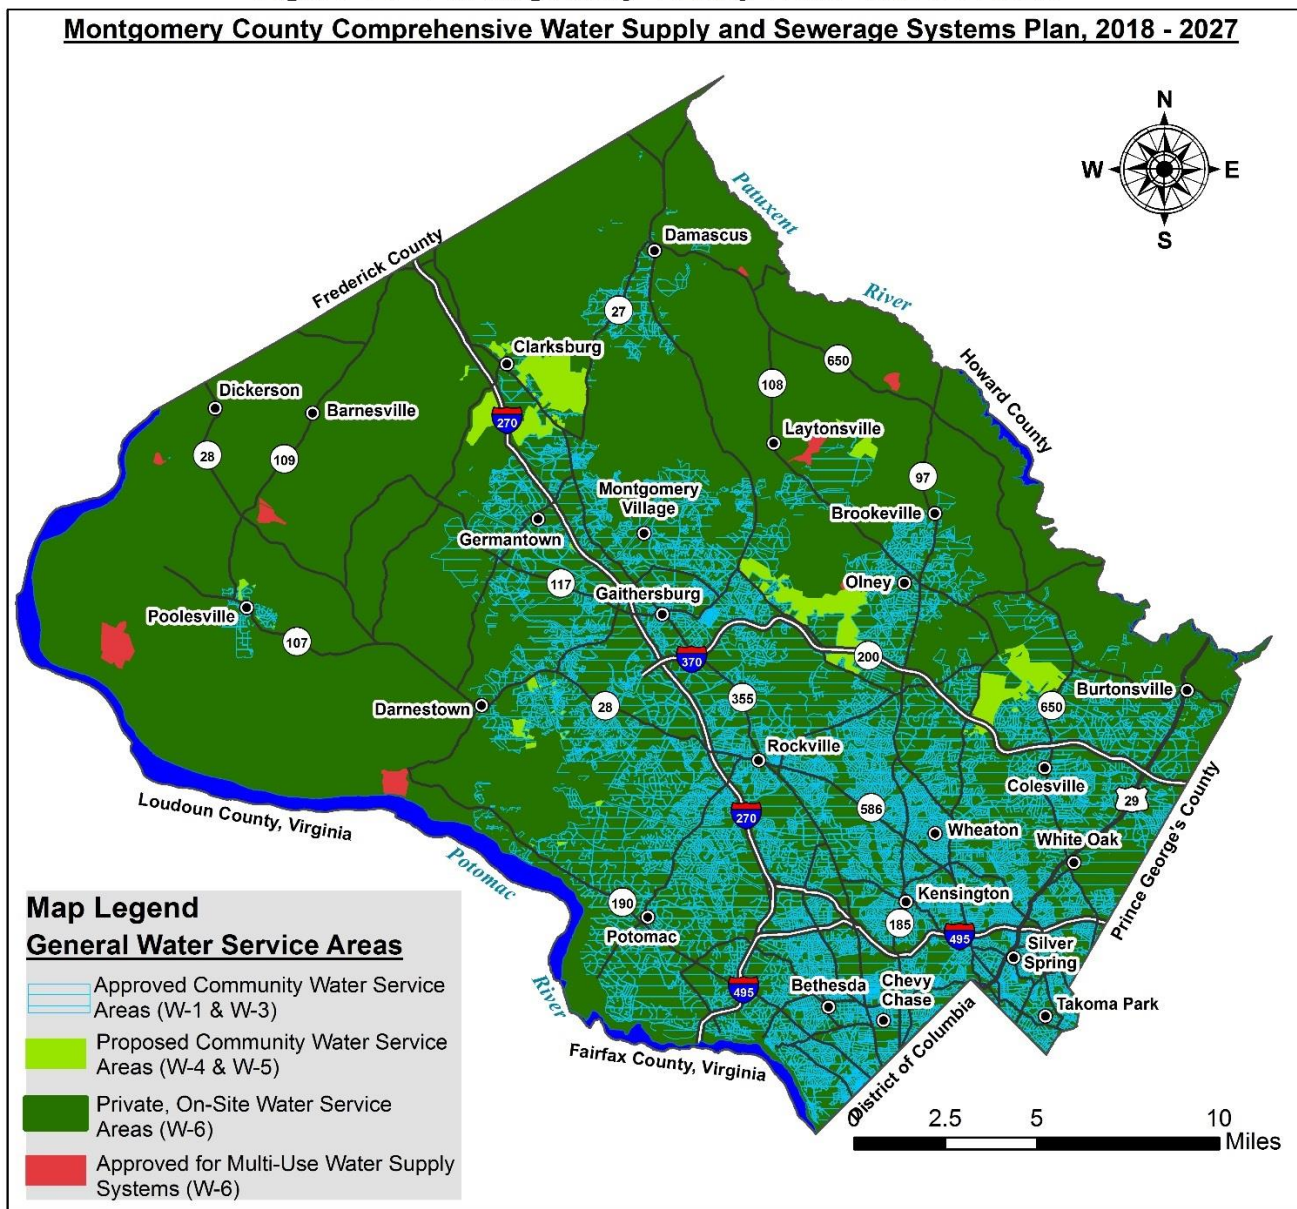 Montgomery County Comprehensive Water Supply and Sewerage Systems Plan, 2018 - 2027
N
W
E
S
Patuxent
River
Damascus
Frederick County
27
Clarksburg
650
Howard County
108
Dickerson
Barnesville
270
Laytonsville
28
109
97
Montgomery
Village
Brookeville
Germantown
117
Olney
Gaithersburg
Poolesville
107
200
370
Burtonsville
Darnestown
28
355
650
Rockville
Colesville
Loudoun County, Virginia
270
586
29
Wheaton
White Oak
Prince George's County
Potomac
River
190
Kensington
Potomac
185
495
Silver
Spring
495
Bethesda
Chevy
Chase
Takoma Park
Fairfax County, Virginia
District of Columbia
Map Legend
General Water Service Areas
Approved Community Water Service
Areas (W-1 & W-3)
Proposed Community Water Service
Areas (W-4 & W-5)
Private, On-Site Water Service
Areas (W-6)
Approved for Multi-Use Water Supply
Systems (W-6)
0 2.5 5 10
Miles